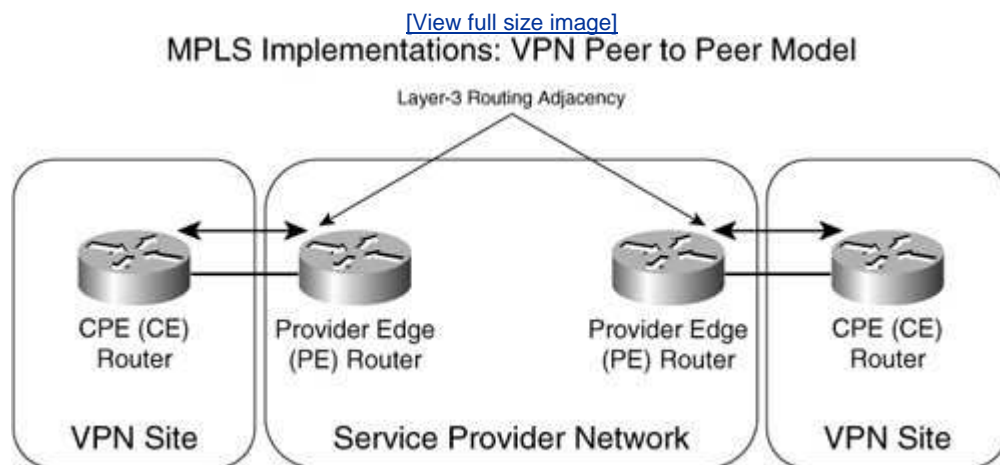 [View full size image]
MPLS Implementations: VPN Peer to Peer Model
Layer-3 Routing Adjacency
CPE (CE)
Router
Provider Edge
(PE) Router
Provider Edge
(PE) Router
CPE (CE)
Router
VPN Site
Service Provider Network
VPN Site